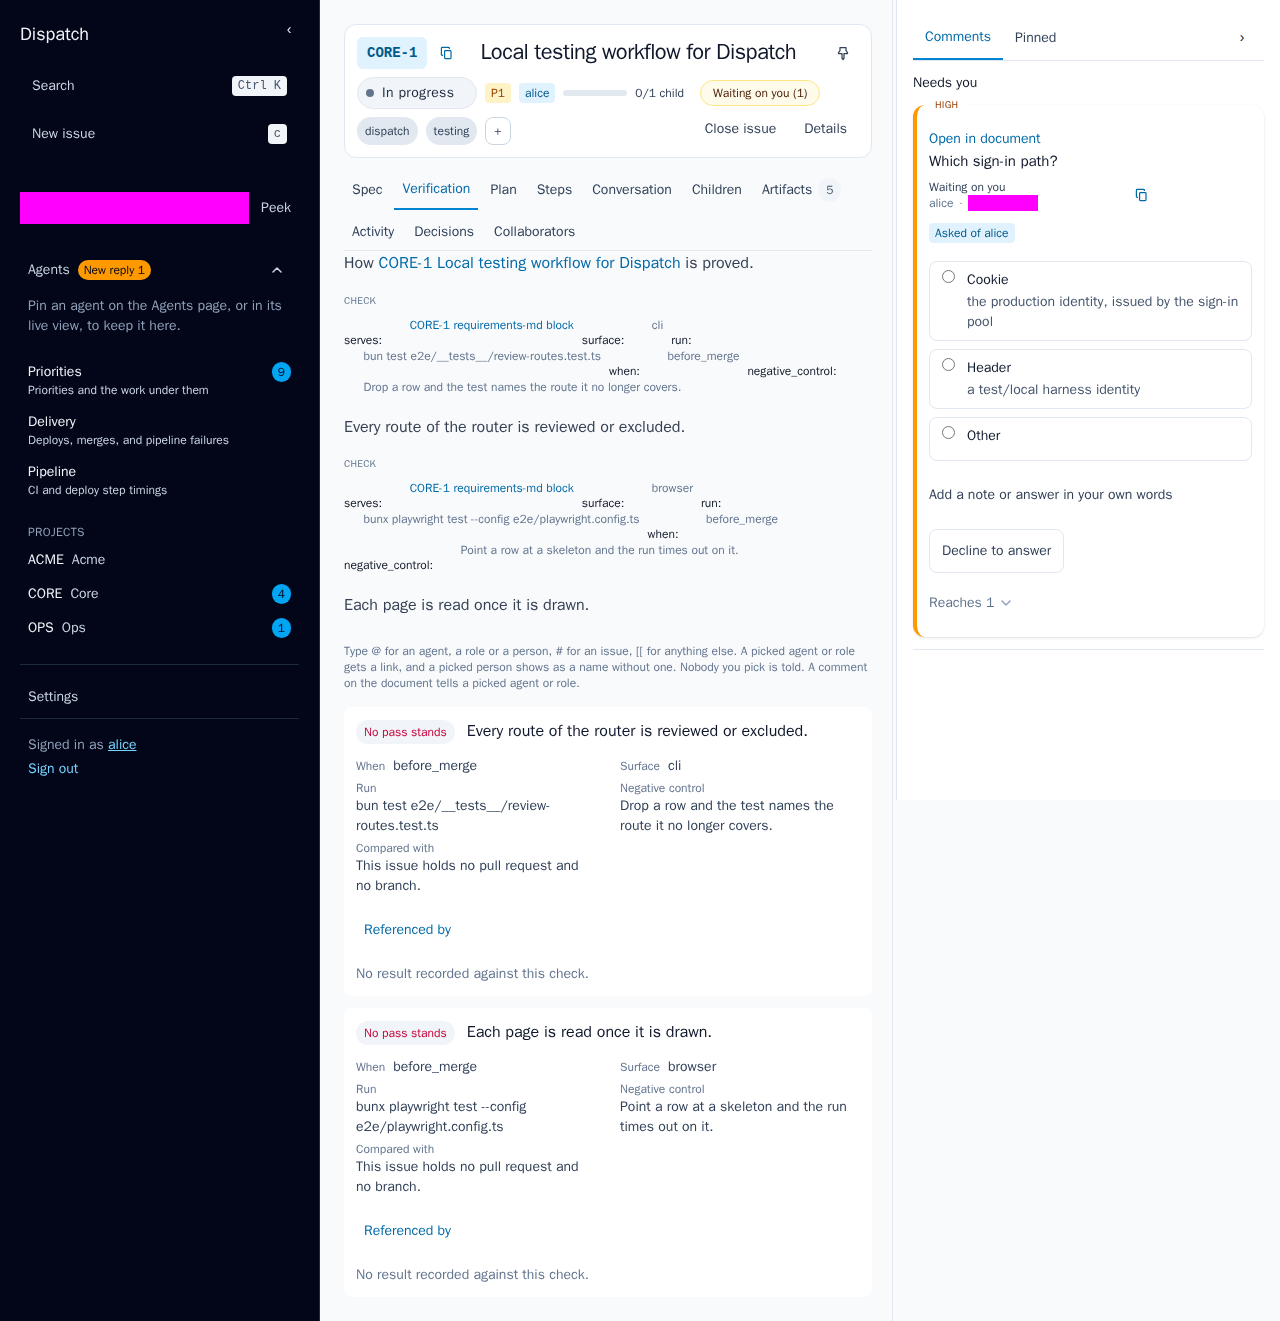 Dispatch
Search
Ctrl K
New issue
C
Peek
Agents
New reply 1
Pin an agent on the Agents page, or in its
live view, to keep it here.
Priorities
9
Priorities and the work under them
Delivery
Deploys, merges, and pipeline failures
Pipeline
CI and deploy step timings
PROJECTS
ACME Acme
CORE Core
4
OPS Ops
1
Settings
Signed in as alice
Sign out
CORE-1
Local testing workflow for Dispatch
In progress
P1
alice
0/1 child
Waiting on you (1)
dispatch
testing
+
Close issue
Details
Spec
Verification
Plan
Steps
Conversation
Children
Artifacts 5
Activity
Decisions
Collaborators
How CORE-1 Local testing workflow for Dispatch is proved.
CHECK
CORE-1 requirements-md block
cli
serves:
surface:
run:
bun test e2e/__tests__/review-routes.test.ts
before_merge
when:
negative_control:
Drop a row and the test names the route it no longer covers.
Every route of the router is reviewed or excluded.
CHECK
CORE-1 requirements-md block
browser
serves:
surface:
run:
bunx playwright test --config e2e/playwright.config.ts
before_merge
when:
Point a row at a skeleton and the run times out on it.
negative_control:
Each page is read once it is drawn.
Type @ for an agent, a role or a person, # for an issue, [[ for anything else. A picked agent or role
gets a link, and a picked person shows as a name without one. Nobody you pick is told. A comment
on the document tells a picked agent or role.
No pass stands
Every route of the router is reviewed or excluded.
When before_merge
Surface cli
Run
bun test e2e/__tests__/review-
routes.test.ts
Negative control
Drop a row and the test names the
route it no longer covers.
Compared with
This issue holds no pull request and
no branch.
Referenced by
No result recorded against this check.
No pass stands
Each page is read once it is drawn.
When before_merge
Surface browser
Run
bunx playwright test --config
e2e/playwright.config.ts
Negative control
Point a row at a skeleton and the run
times out on it.
Compared with
This issue holds no pull request and
no branch.
Referenced by
No result recorded against this check.
Comments
Pinned
Needs you
HIGH
Open in document
Which sign-in path?
Waiting on you
alice ·
Asked of alice
Cookie
the production identity, issued by the sign-in
pool
Header
a test/local harness identity
Other
Add a note or answer in your own words
Decline to answer
Reaches 1